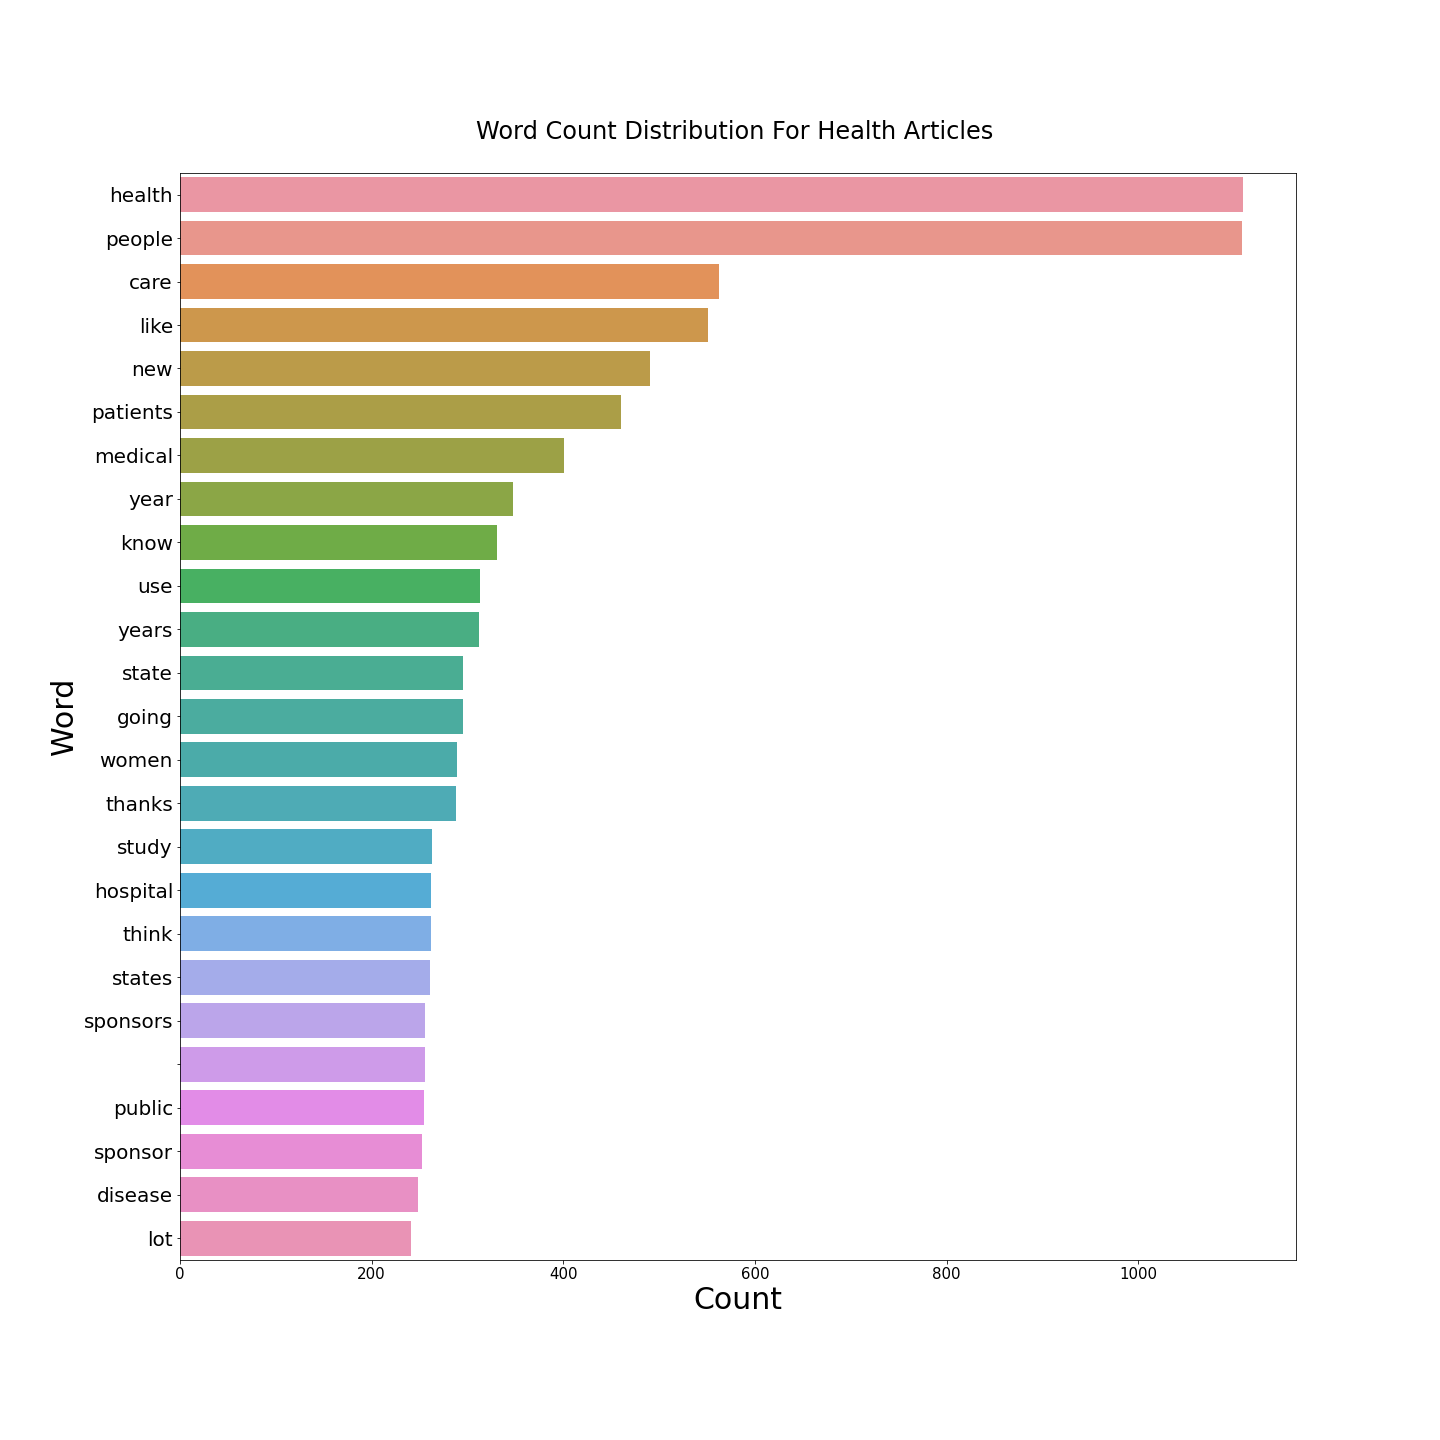 Word Count Distribution For Health Articles
health
people
care
like
new
patients
medical
year
know
use
years
state
going
women
thanks
study
hospital
think
states
sponsors
public
sponsor
disease
lot
Word
0 200 400 600 800 1000
Count